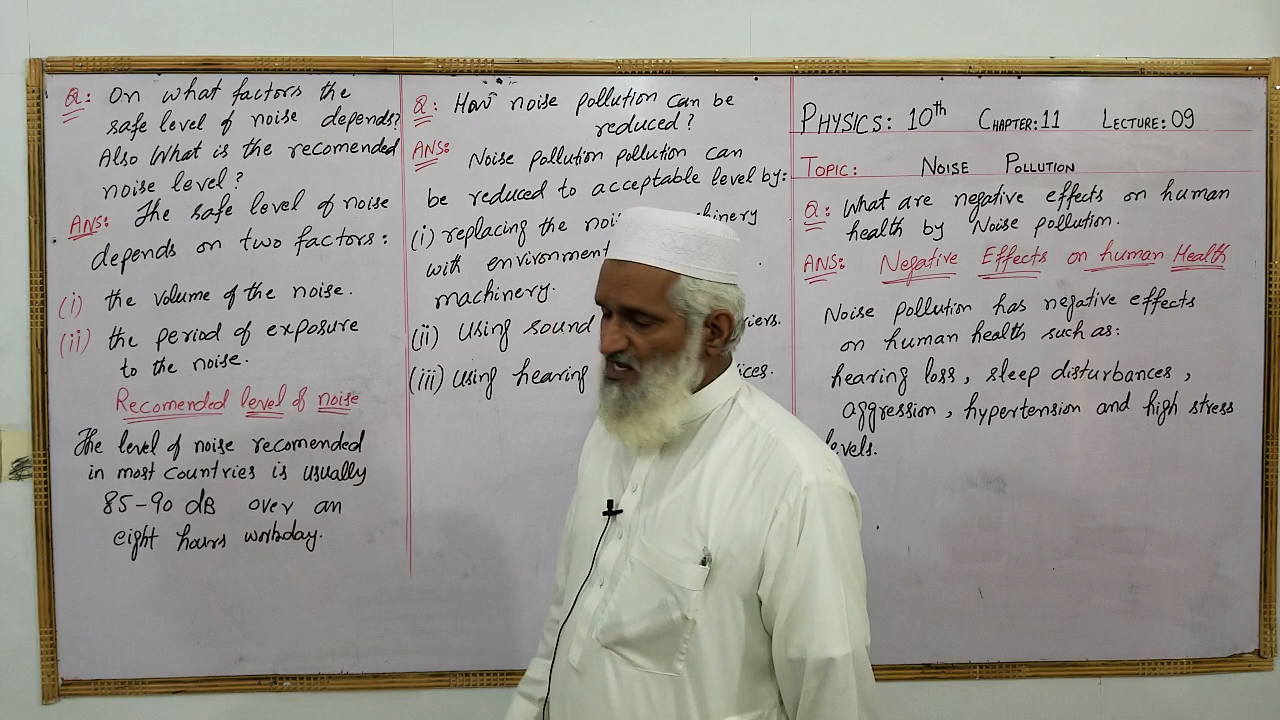 PHYSICS: 10th CHAPTER: 11 LECTURE: 09
TOPIC: NOISE POLLUTION
Q: What are negative effects on human
health by Noise pollution.
ANS: Negative Effects on human Health
Noise pollution has negative effects
on human health such as:
hearing loss, sleep disturbances,
aggression, hypertension and high stress
levels.
Q: On what factors the
safe level of noise depends?
Also What is the recomended
noise level?
ANS: The safe level of noise
depends on two factors:
(i) the volume of the noise.
(ii) the period of exposure
to the noise.
Recomended level of noise
The level of noise recomended
in most countries is usually
85-90 dB over an
eight hours workday.
Q: How noise pollution can be
reduced?
ANS: Noise pollution pollution can
be reduced to acceptable level by:
(i) replacing the
with
machinery.
(ii) Using sound
(iii) Using hearing